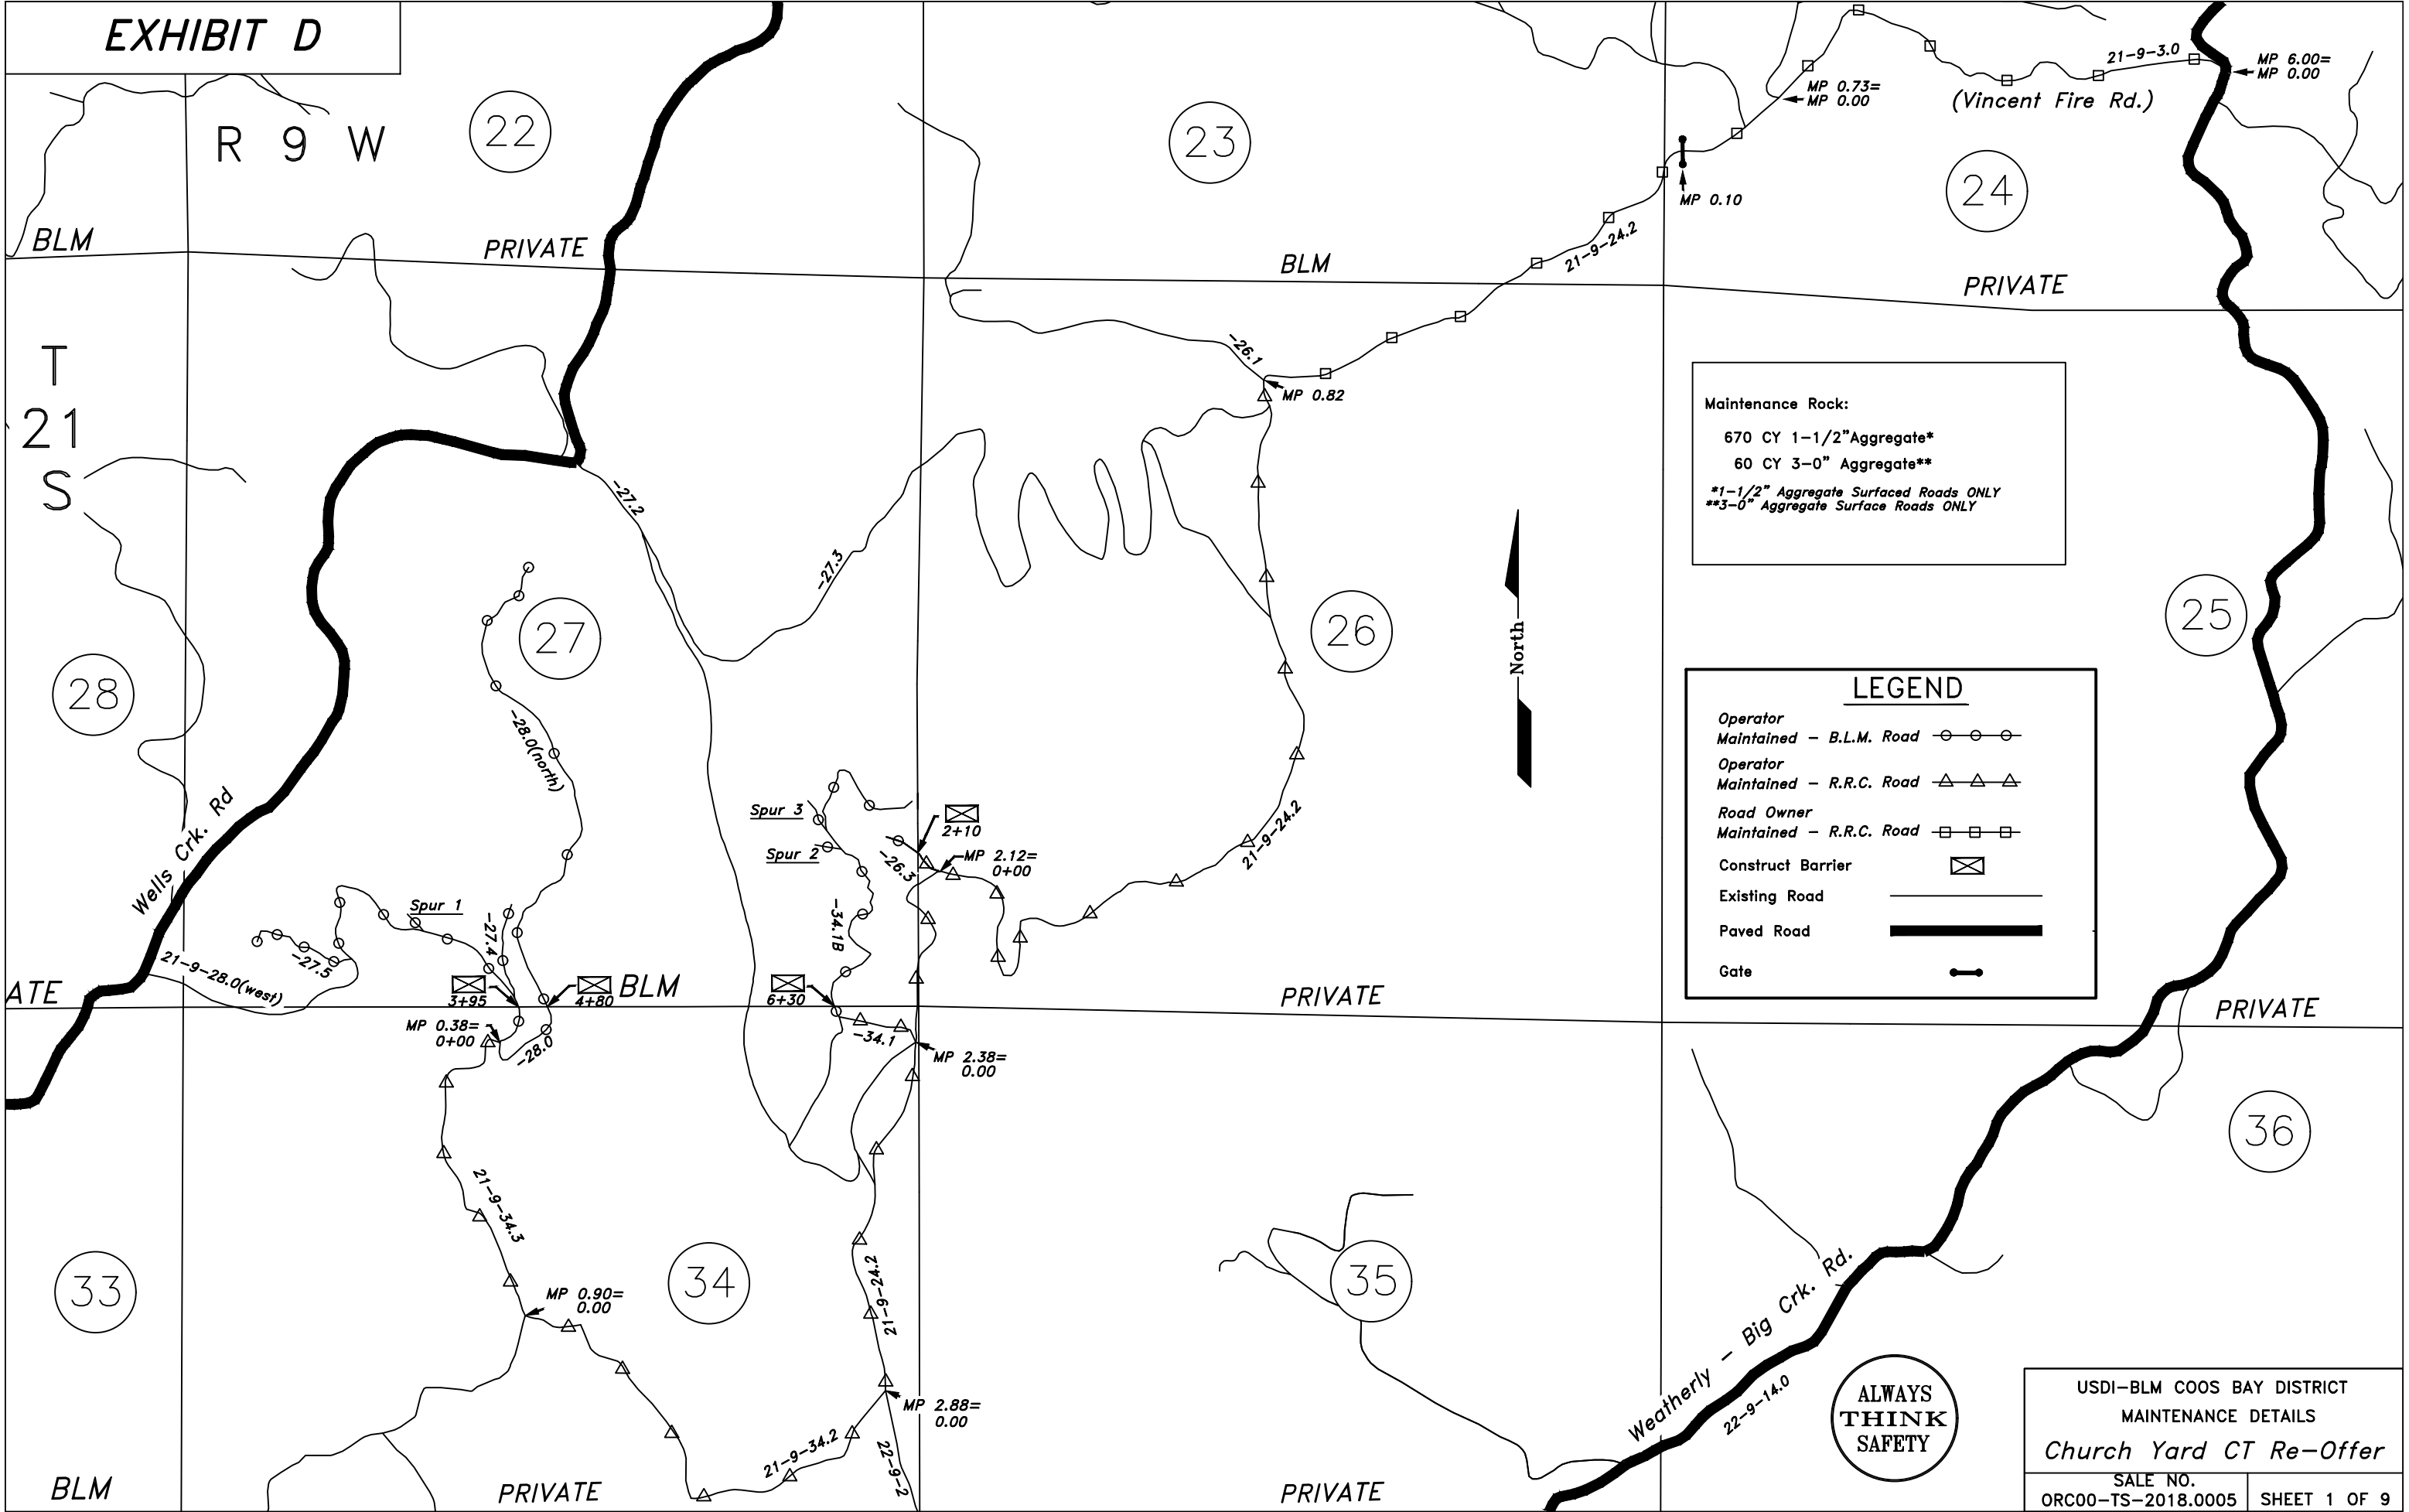 EXHIBIT D
R 9 W
22
23
24
21-9-3.0
(Vincent Fire Rd.)
MP 6.00=
MP 0.00
MP 0.73=
MP 0.00
MP 0.10
21-9-24.2
BLM
PRIVATE
BLM
PRIVATE
T
21
S
-26.1
MP 0.82
Maintenance Rock:
670 CY 1-1/2"Aggregate*
60 CY 3-0" Aggregate**
*1-1/2" Aggregate Surfaced Roads ONLY
**3-0" Aggregate Surface Roads ONLY
-27.2
-27.3
27
26
25
28
North
-28.0(north)
LEGEND
Operator
Maintained - B.L.M. Road
Operator
Maintained - R.R.C. Road
Road Owner
Maintained - R.R.C. Road
Construct Barrier
Existing Road
Paved Road
Gate
Wells Crk. Rd
Spur 3
Spur 2
2+10
-26.3
MP 2.12=
0+00
21-9-24.2
Spur 1
-27.4
-34.1B
-27.5
21-9-28.0(west)
3+95
4+80
BLM
6+30
ATE
PRIVATE
PRIVATE
MP 0.38=
0+00
-28.0
-34.1
MP 2.38=
0.00
36
21-9-34.3
33
34
35
21-9-24.2
MP 0.90=
0.00
MP 2.88=
0.00
21-9-34.2
22-9-2
Weatherly - Big Crk. Rd.
22-9-14.0
BLM
PRIVATE
PRIVATE
ALWAYS
THINK
SAFETY
USDI-BLM COOS BAY DISTRICT
MAINTENANCE DETAILS
Church Yard CT Re-Offer
SALE NO.
ORC00-TS-2018.0005
SHEET 1 OF 9